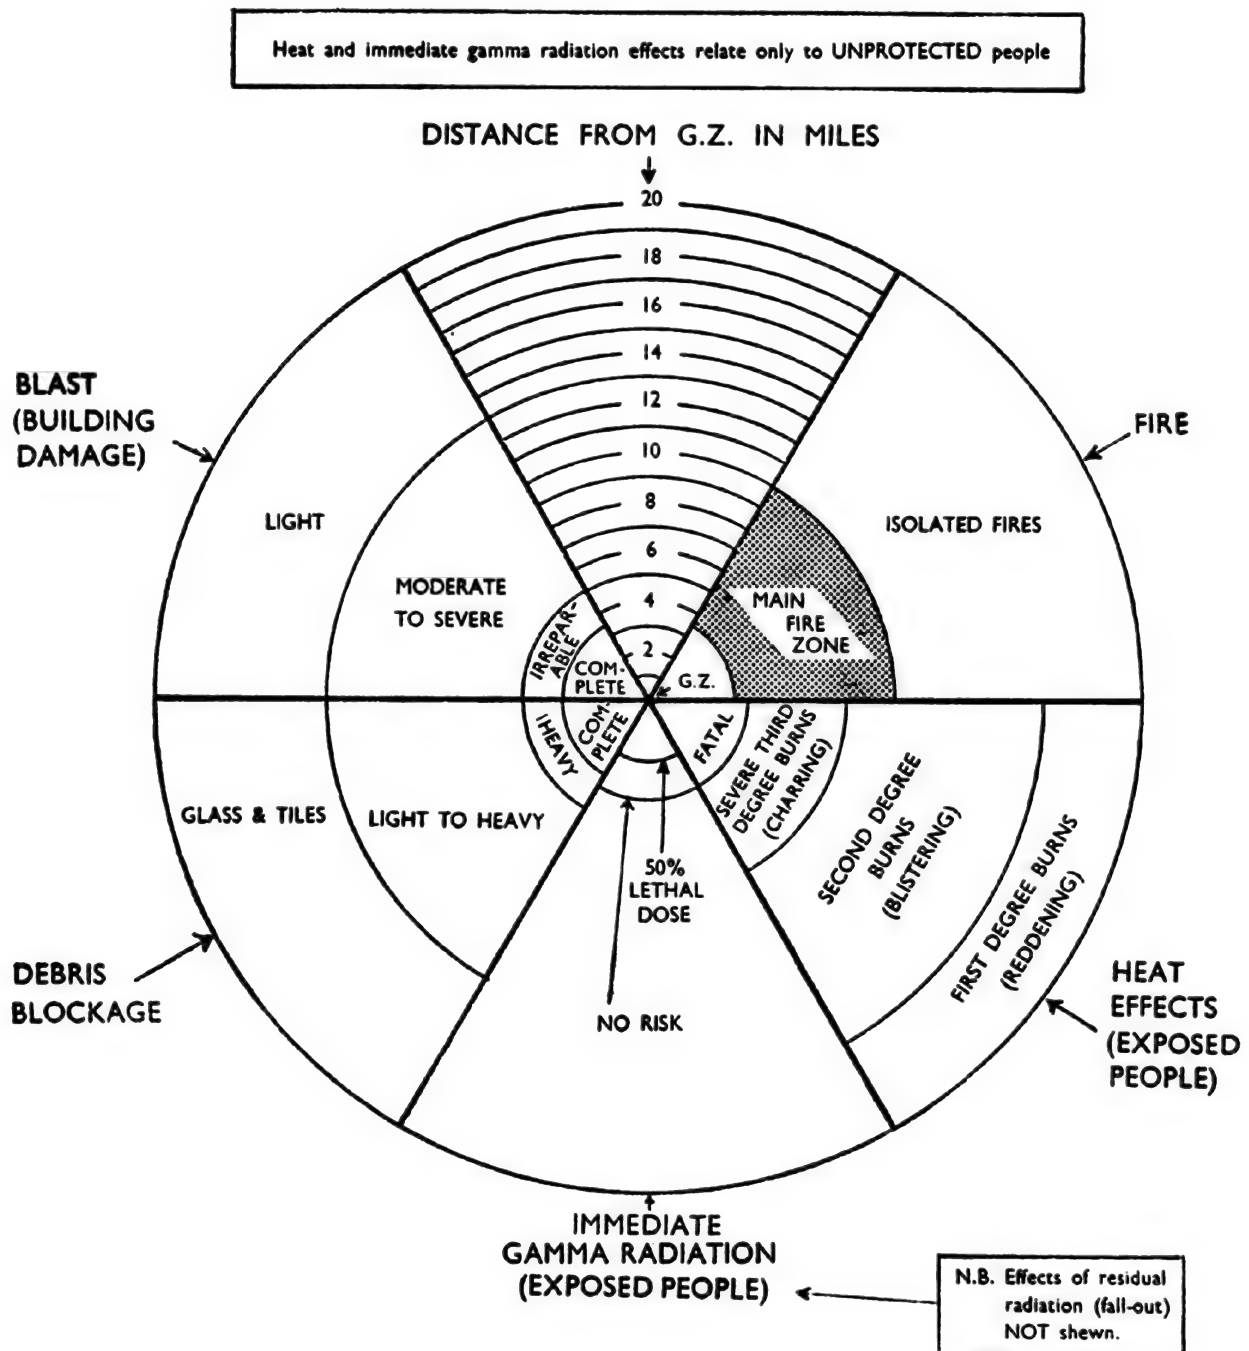 Heat and immediate gamma radiation effects relate only to UNPROTECTED people
DISTANCE FROM G.Z. IN MILES
20
18
16
14
12
10
8
6
4
2
G.Z.
BLAST
(BUILDING
DAMAGE)
LIGHT
MODERATE
TO SEVERE
IRREPAR-
ABLE
COM-
PLETE
FIRE
ISOLATED FIRES
MAIN
FIRE
ZONE
DEBRIS
BLOCKAGE
GLASS & TILES
LIGHT TO HEAVY
HEAVY
COM-
PLETE
FATAL
SEVERE THIRD
DEGREE BURNS
(CHARRING)
SECOND DEGREE
BURNS
(BLISTERING)
FIRST DEGREE BURNS
(REDDENING)
HEAT
EFFECTS
(EXPOSED
PEOPLE)
50%
LETHAL
DOSE
NO RISK
IMMEDIATE
GAMMA RADIATION
(EXPOSED PEOPLE)
N.B. Effects of residual
radiation (fall-out)
NOT shewn.